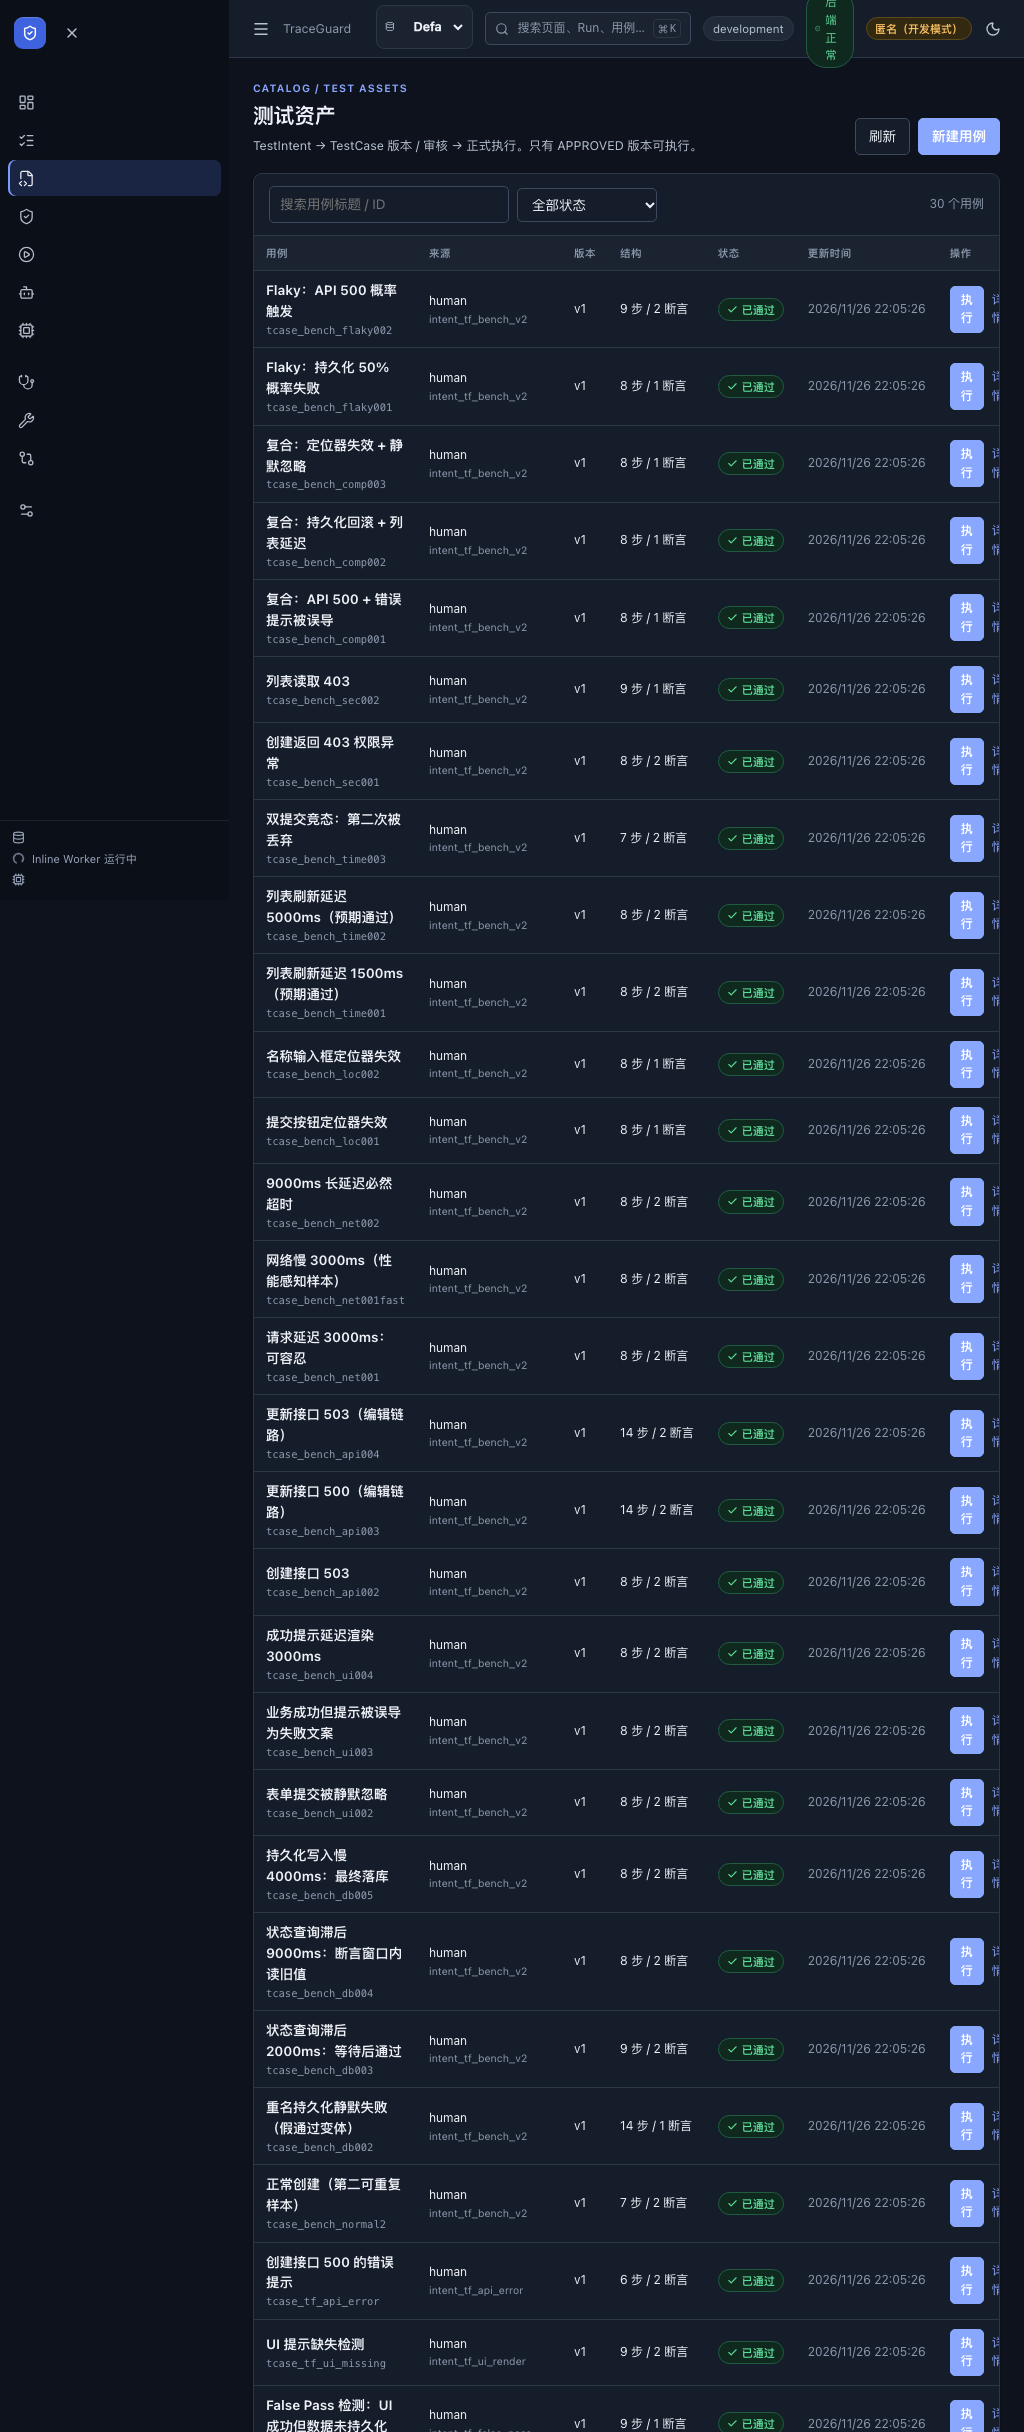 TraceGuard
Defa
搜索页面、Run、用例...
⌘K
development
后端正常
匿名（开发模式）
Inline Worker 运行中
CATALOG / TEST ASSETS
测试资产
TestIntent → TestCase 版本 / 审核 → 正式执行。只有 APPROVED 版本可执行。
刷新
新建用例
搜索用例标题 / ID
全部状态
30 个用例
用例 来源 版本 结构 状态 更新时间 操作
Flaky：API 500 概率触发
tcase_bench_flaky002
human
intent_tf_bench_v2
v1
9 步 / 2 断言
已通过
2026/11/26 22:05:26
执行
Flaky：持久化 50% 概率失败
tcase_bench_flaky001
human
intent_tf_bench_v2
v1
8 步 / 1 断言
已通过
2026/11/26 22:05:26
执行
复合：定位器失效 + 静默忽略
tcase_bench_comp003
human
intent_tf_bench_v2
v1
8 步 / 1 断言
已通过
2026/11/26 22:05:26
执行
复合：持久化回滚 + 列表延迟
tcase_bench_comp002
human
intent_tf_bench_v2
v1
8 步 / 1 断言
已通过
2026/11/26 22:05:26
执行
复合：API 500 + 错误提示被误导
tcase_bench_comp001
human
intent_tf_bench_v2
v1
8 步 / 1 断言
已通过
2026/11/26 22:05:26
执行
列表读取 403
tcase_bench_sec002
human
intent_tf_bench_v2
v1
9 步 / 1 断言
已通过
2026/11/26 22:05:26
执行
创建返回 403 权限异常
tcase_bench_sec001
human
intent_tf_bench_v2
v1
8 步 / 2 断言
已通过
2026/11/26 22:05:26
执行
双提交竞态：第二次被丢弃
tcase_bench_time003
human
intent_tf_bench_v2
v1
7 步 / 2 断言
已通过
2026/11/26 22:05:26
执行
列表刷新延迟 5000ms（预期通过）
tcase_bench_time002
human
intent_tf_bench_v2
v1
8 步 / 2 断言
已通过
2026/11/26 22:05:26
执行
列表刷新延迟 1500ms（预期通过）
tcase_bench_time001
human
intent_tf_bench_v2
v1
8 步 / 2 断言
已通过
2026/11/26 22:05:26
执行
名称输入框定位器失效
tcase_bench_loc002
human
intent_tf_bench_v2
v1
8 步 / 1 断言
已通过
2026/11/26 22:05:26
执行
提交按钮定位器失效
tcase_bench_loc001
human
intent_tf_bench_v2
v1
8 步 / 1 断言
已通过
2026/11/26 22:05:26
执行
9000ms 长延迟必然超时
tcase_bench_net002
human
intent_tf_bench_v2
v1
8 步 / 2 断言
已通过
2026/11/26 22:05:26
执行
网络慢 3000ms（性能感知样本）
tcase_bench_net001fast
human
intent_tf_bench_v2
v1
8 步 / 2 断言
已通过
2026/11/26 22:05:26
执行
请求延迟 3000ms：可容忍
tcase_bench_net001
human
intent_tf_bench_v2
v1
8 步 / 2 断言
已通过
2026/11/26 22:05:26
执行
更新接口 503（编辑链路）
tcase_bench_api004
human
intent_tf_bench_v2
v1
14 步 / 2 断言
已通过
2026/11/26 22:05:26
执行
更新接口 500（编辑链路）
tcase_bench_api003
human
intent_tf_bench_v2
v1
14 步 / 2 断言
已通过
2026/11/26 22:05:26
执行
创建接口 503
tcase_bench_api002
human
intent_tf_bench_v2
v1
8 步 / 2 断言
已通过
2026/11/26 22:05:26
执行
成功提示延迟渲染 3000ms
tcase_bench_ui004
human
intent_tf_bench_v2
v1
8 步 / 2 断言
已通过
2026/11/26 22:05:26
执行
业务成功但提示被误导为失败文案
tcase_bench_ui003
human
intent_tf_bench_v2
v1
8 步 / 2 断言
已通过
2026/11/26 22:05:26
执行
表单提交被静默忽略
tcase_bench_ui002
human
intent_tf_bench_v2
v1
8 步 / 2 断言
已通过
2026/11/26 22:05:26
执行
持久化写入慢 4000ms：最终落库
tcase_bench_db005
human
intent_tf_bench_v2
v1
8 步 / 2 断言
已通过
2026/11/26 22:05:26
执行
状态查询滞后 9000ms：断言窗口内读旧值
tcase_bench_db004
human
intent_tf_bench_v2
v1
8 步 / 2 断言
已通过
2026/11/26 22:05:26
执行
状态查询滞后 2000ms：等待后通过
tcase_bench_db003
human
intent_tf_bench_v2
v1
9 步 / 2 断言
已通过
2026/11/26 22:05:26
执行
重名持久化静默失败（假通过变体）
tcase_bench_db002
human
intent_tf_bench_v2
v1
14 步 / 1 断言
已通过
2026/11/26 22:05:26
执行
正常创建（第二可重复样本）
tcase_bench_normal2
human
intent_tf_bench_v2
v1
7 步 / 2 断言
已通过
2026/11/26 22:05:26
执行
创建接口 500 的错误提示
tcase_tf_api_error
human
intent_tf_api_error
v1
6 步 / 2 断言
已通过
2026/11/26 22:05:26
执行
UI 提示缺失检测
tcase_tf_ui_missing
human
intent_tf_ui_render
v1
9 步 / 2 断言
已通过
2026/11/26 22:05:26
执行
False Pass 检测：UI 成功但数据未持久化
human
v1
9 步 / 1 断言
已通过
2026/11/26 22:05:26
执行